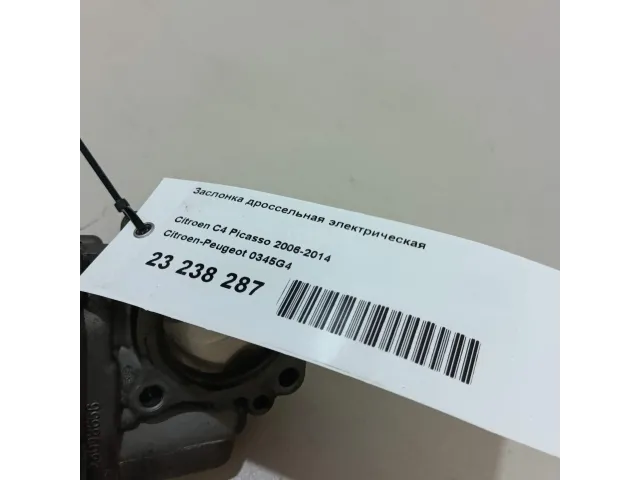 Заслонка дроссельная электрическая
Citroen C4 Picasso 2006-2014
Citroen-Peugeot 0345G4
23 238 287